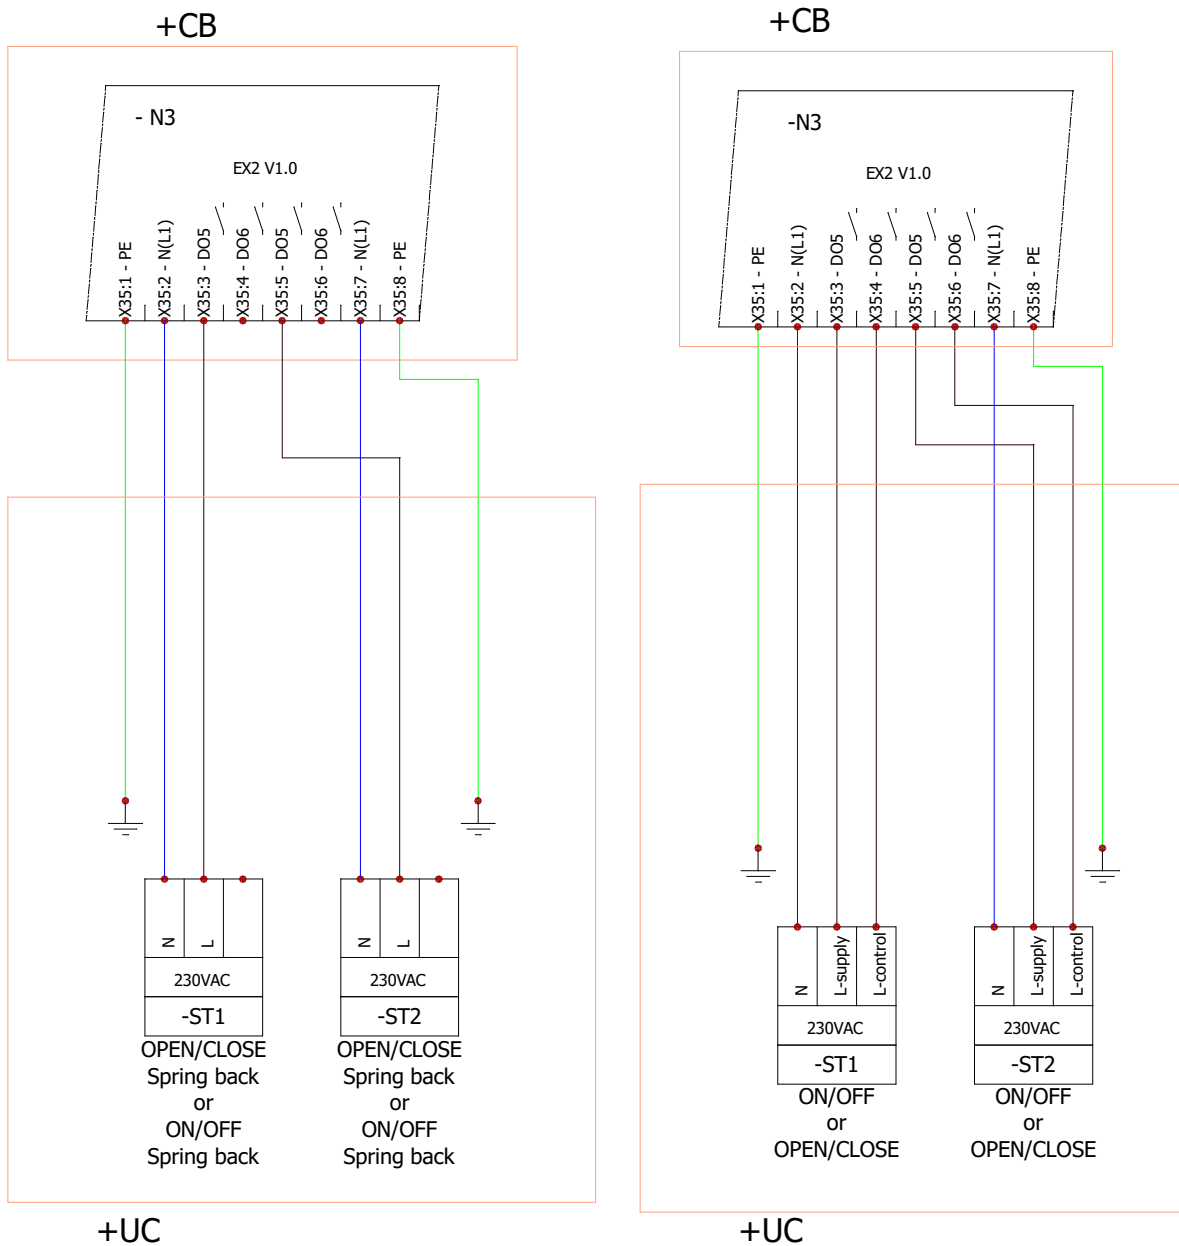 +CB
- N3
EX2 V1.0
X35:1 - PE
X35:2 - N(L1)
X35:3 - DO5
X35:4 - DO6
X35:5 - DO5
X35:6 - DO6
X35:7 - N(L1)
X35:8 - PE
N
L
230VAC
-ST1
OPEN/CLOSE
Spring back
or
ON/OFF
Spring back
N
L
230VAC
-ST2
OPEN/CLOSE
Spring back
or
ON/OFF
Spring back
+UC
+CB
-N3
EX2 V1.0
X35:1 - PE
X35:2 - N(L1)
X35:3 - DO5
X35:4 - DO6
X35:5 - DO5
X35:6 - DO6
X35:7 - N(L1)
X35:8 - PE
N
L-supply
L-control
230VAC
-ST1
ON/OFF
or
OPEN/CLOSE
N
L-supply
L-control
230VAC
-ST2
ON/OFF
or
OPEN/CLOSE
+UC